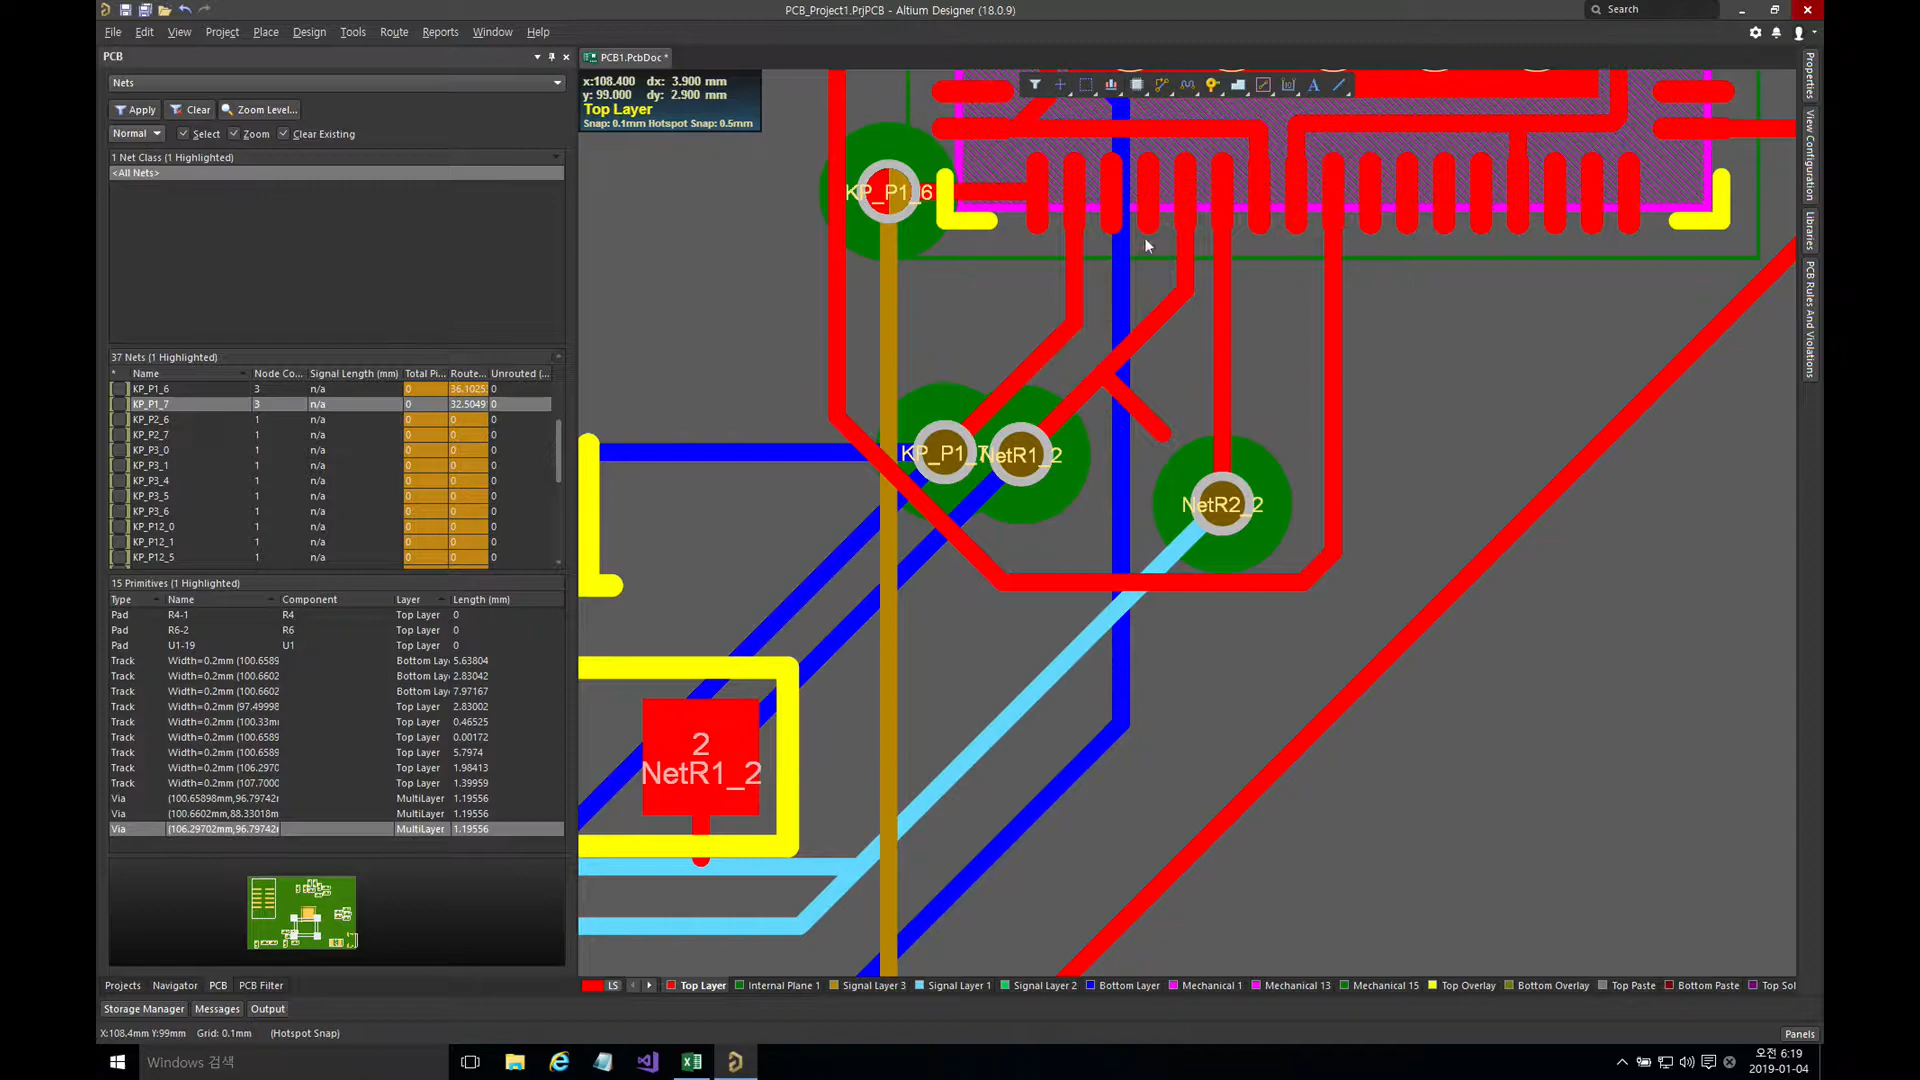 PCB_Project1.PrjPCB - Altium Designer (18.0.9)
Search
File Edit View Project Place Design Tools Route Reports Window Help
PCB
PCB1.PcbDoc *
Nets
Apply Clear Zoom Level...
Normal Select Zoom Clear Existing
1 Net Class (1 Highlighted)
<All Nets>
37 Nets (1 Highlighted)
* Name Node Co... Signal Length (mm) Total Pi... Route... Unrouted (...
KP_P1_6 3 n/a 0 36.1025 0
KP_P1_7 3 n/a 0 32.5049 0
KP_P2_6 1 n/a 0 0 0
KP_P2_7 1 n/a 0 0 0
KP_P3_0 1 n/a 0 0 0
KP_P3_1 1 n/a 0 0 0
KP_P3_4 1 n/a 0 0 0
KP_P3_5 1 n/a 0 0 0
KP_P3_6 1 n/a 0 0 0
KP_P12_0 1 n/a 0 0 0
KP_P12_1 1 n/a 0 0 0
KP_P12_5 1 n/a 0 0 0
15 Primitives (1 Highlighted)
Type Name Component Layer Length (mm)
Pad R4-1 R4 Top Layer 0
Pad R6-2 R6 Top Layer 0
Pad U1-19 U1 Top Layer 0
Track Width=0.2mm (100.6589 Bottom Lay 5.63804
Track Width=0.2mm (100.6602 Bottom Lay 2.83042
Track Width=0.2mm (100.6602 Bottom Lay 7.97167
Track Width=0.2mm (97.49998 Top Layer 2.83002
Track Width=0.2mm (100.33m Top Layer 0.46525
Track Width=0.2mm (100.6589 Top Layer 0.00172
Track Width=0.2mm (100.6589 Top Layer 5.7974
Track Width=0.2mm (106.2970 Top Layer 1.98413
Track Width=0.2mm (107.7000 Top Layer 1.39959
Via (100.65898mm,96.79742r MultiLayer 1.19556
Via (100.6602mm,88.33018m MultiLayer 1.19556
Via (106.29702mm,96.79742r MultiLayer 1.19556
Projects Navigator PCB PCB Filter
Storage Manager Messages Output
X:108.4mm Y:99mm Grid: 0.1mm (Hotspot Snap)
x:108.400 dx: 3.900 mm
y: 99.000 dy: 2.900 mm
Top Layer
Snap: 0.1mm Hotspot Snap: 0.5mm
KP_P1_6
KP_P1_7
NetR1_2
NetR2_2
2
NetR1_2
LS Top Layer Internal Plane 1 Signal Layer 3 Signal Layer 1 Signal Layer 2 Bottom Layer Mechanical 1 Mechanical 13 Mechanical 15 Top Overlay Bottom Overlay Top Paste Bottom Paste Top Sol
Properties
View Configuration
Libraries
PCB Rules And Violations
Panels
Windows 검색
오전 6:19
2019-01-04